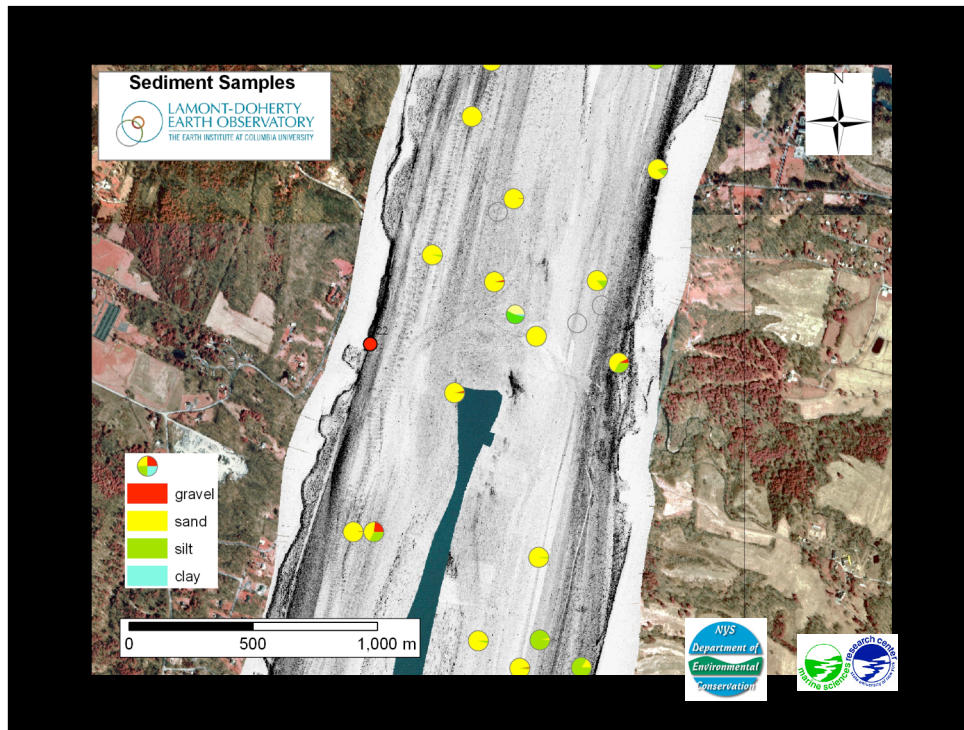 Sediment Samples
LAMONT-DOHERTY
EARTH OBSERVATORY
THE EARTH INSTITUTE AT COLUMBIA UNIVERSITY
N
gravel
sand
silt
clay
0 500 1,000 m
NYS
Department of
Environmental
Conservation
marine sciences
research center